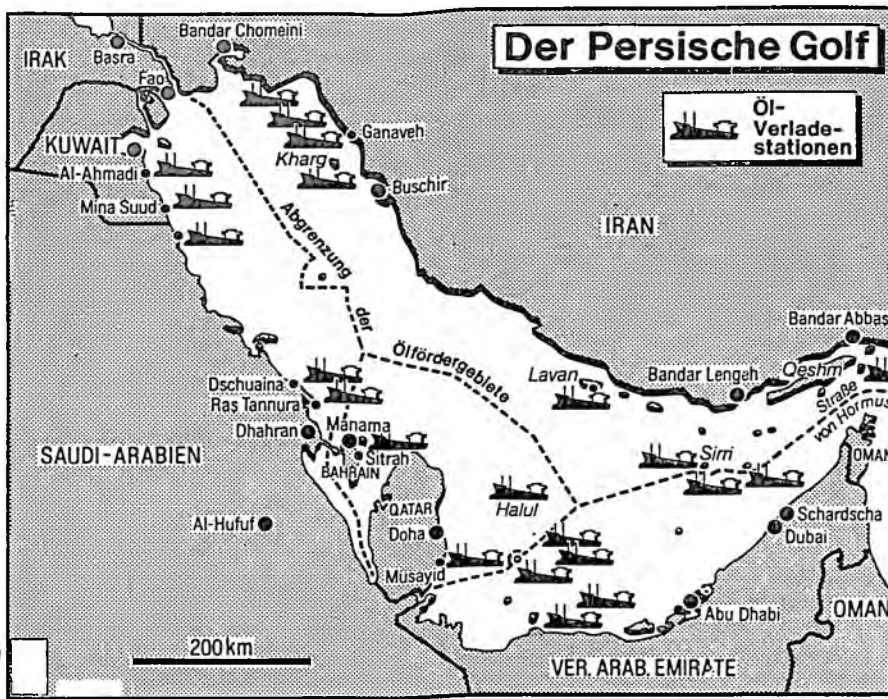 Der Persische Golf
Öl-
Verlade-
stationen
Bandar Chomeini
IRAK
Basra
Fao
KUWAIT
Al-Ahmadi
Mina Suud
Ganaveh
Kharg
Buschir
IRAN
Abgrenzung
der
Ölfördergebiete
Bandar Abbas
Lavan
Bandar Lengeh
Qeshm
Straße
von Hormus
Dschuaina
Ras Tannura
Dhahran
Manama
Sitrah
BAHRAIN
SAUDI-ARABIEN
Sirri
OMAN
Al-Hufuf
QATAR
Halul
Doha
Schardscha
Dubai
Musayid
Abu Dhabi
OMAN
200 km
VER. ARAB. EMIRATE